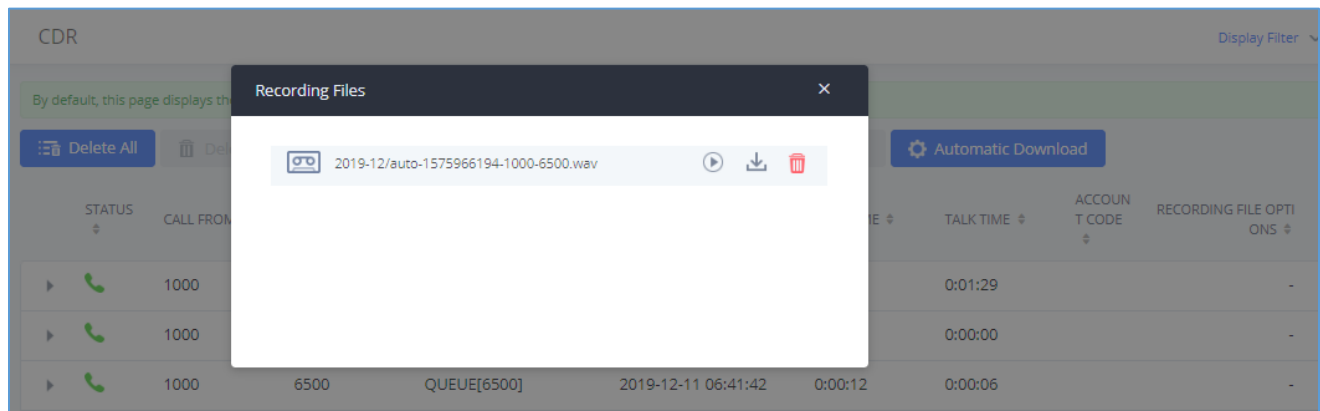 CDR
Display Filter
Recording Files
By default, this page displays th
Delete All
Del
Automatic Download
2019-12/auto-1575966194-1000-6500.wav
STATUS
CALL FROM
ME
TALK TIME
ACCOUN
T CODE
RECORDING FILE OPTI
ONS
1000 0:01:29 -
1000 0:00:00 -
1000 6500 QUEUE[6500] 2019-12-11 06:41:42 0:00:12 0:00:06 -